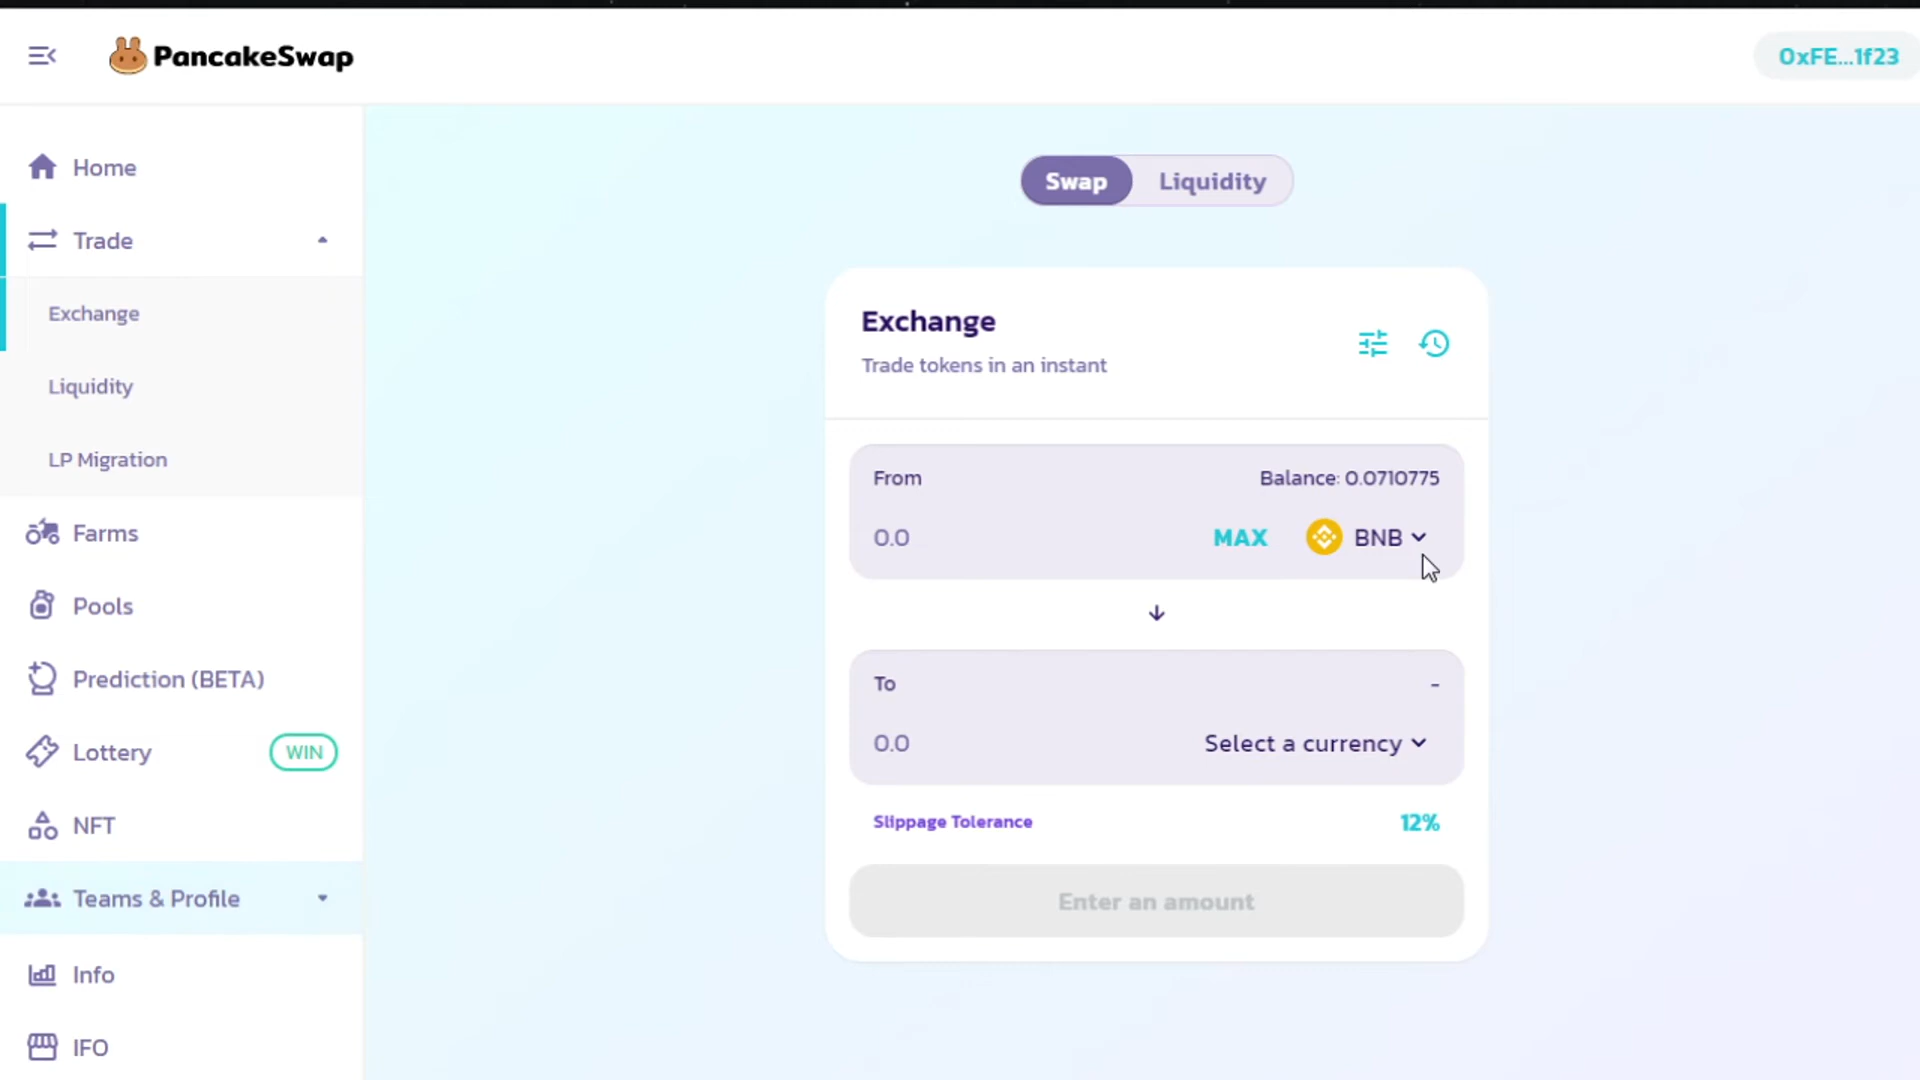 PancakeSwap
0xFE...1f23
Home
Trade
Exchange
Liquidity
LP Migration
Farms
Pools
Prediction (BETA)
Lottery
WIN
NFT
Teams & Profile
Info
IFO
Swap
Liquidity
Exchange
Trade tokens in an instant
From
Balance: 0.0710775
0.0
MAX
BNB
To
-
0.0
Select a currency
Slippage Tolerance
12%
Enter an amount